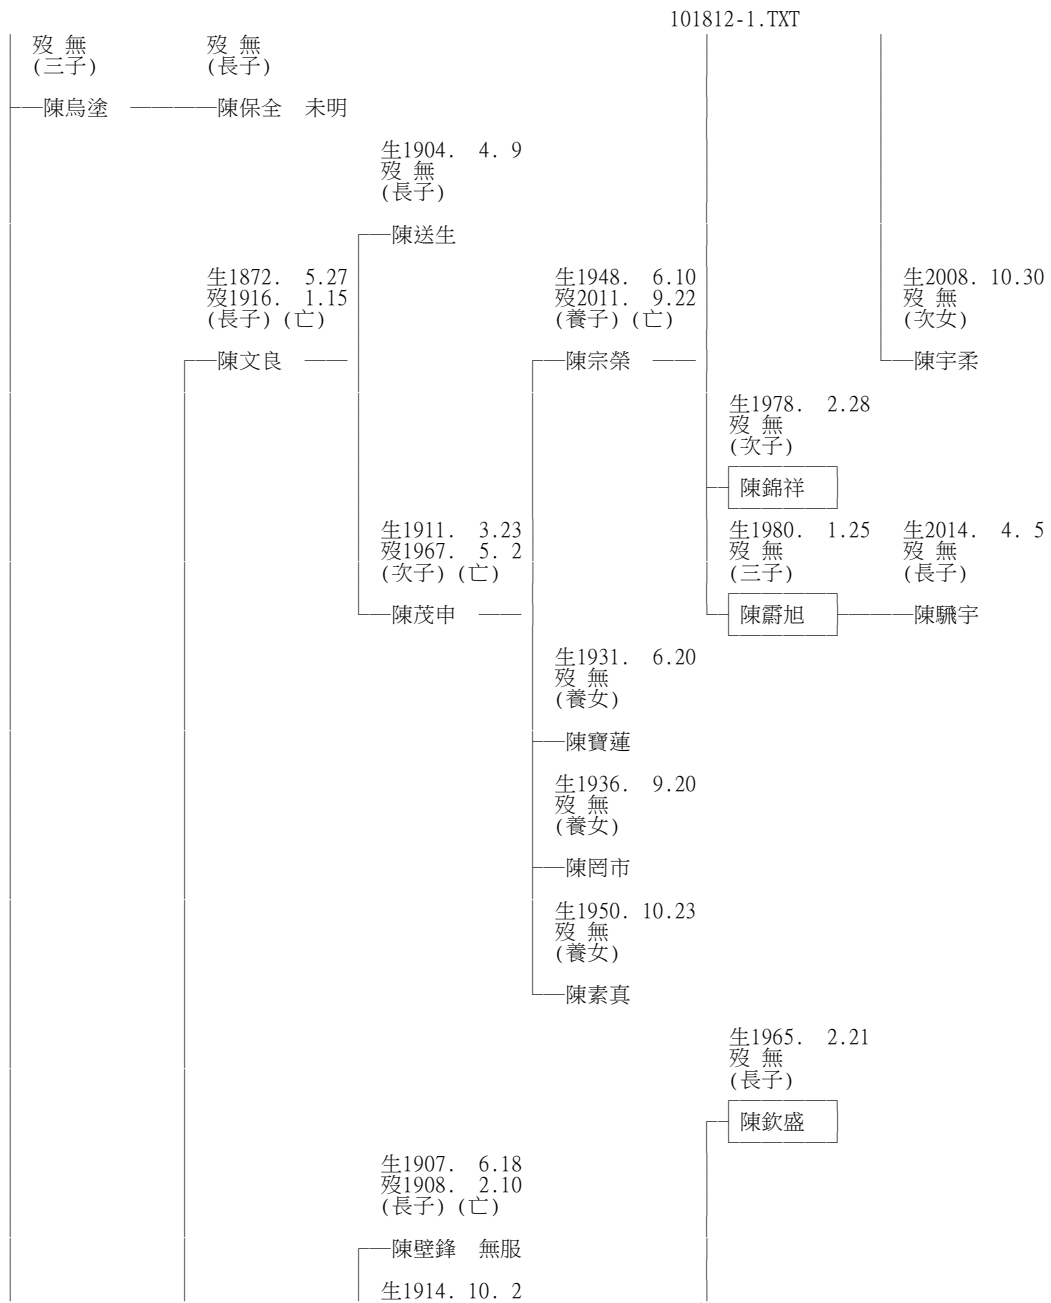 101812-1.TXT
歿 無 歿 無
(三子) (長子)
陳烏塗 陳保全 未明
生1904. 4. 9
歿 無
(長子)
陳送生
生1872. 5.27 生1948. 6.10 生2008. 10.30
歿1916. 1.15 歿2011. 9.22 歿 無
(長子)(亡) (養子)(亡) (次女)
陳文良 陳宗榮 陳宇柔
生1978. 2.28
歿 無
(次子)
陳錦祥
生1911. 3.23 生1980. 1.25 生2014. 4. 5
歿1967. 5. 2 歿 無 歿 無
(次子)(亡) (三子) (長子)
陳茂申 陳霨旭 陳騛宇
生1931. 6.20
歿 無
(養女)
陳寶蓮
生1936. 9.20
歿 無
(養女)
陳罔市
生1950. 10.23
歿 無
(養女)
陳素真
生1965. 2.21
歿 無
(長子)
陳欽盛
生1907. 6.18
歿1908. 2.10
(長子)(亡)
陳壁鋒 無服
生1914. 10. 2